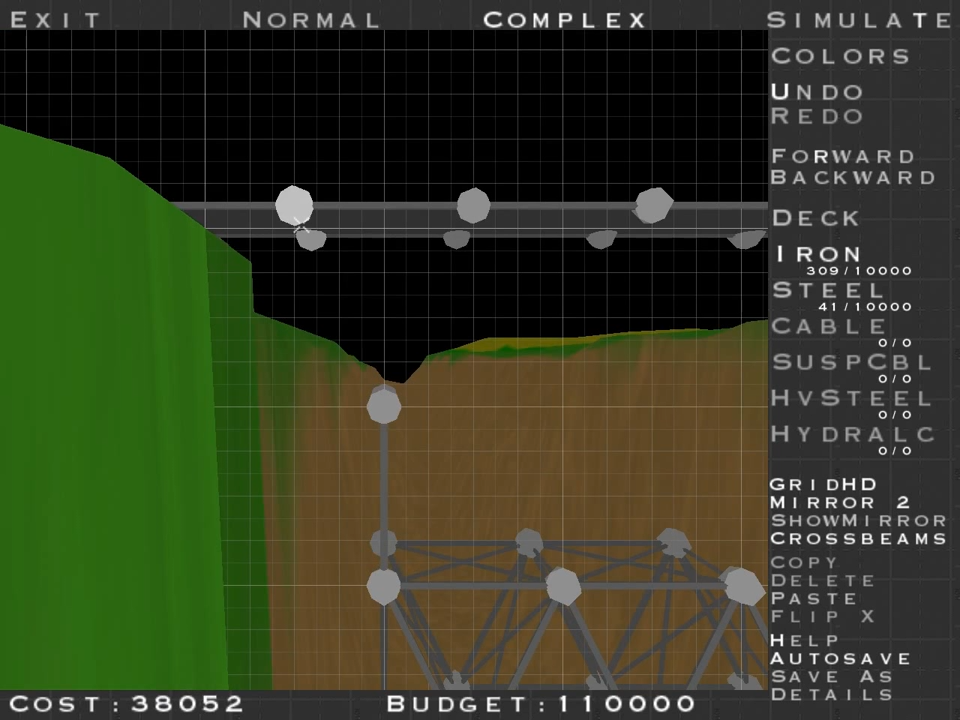 EXIT NORMAL COMPLEX SIMULATE
COLORS
UNDO
REDO
FORWARD
BACKWARD
DECK
IRON
309/10000
STEEL
41/10000
CABLE
0/0
SUSPCBL
0/0
HVSTEEL
0/0
HYDRALC
0/0
GRIDHD
MIRROR 2
SHOWMIRROR
CROSSBEAMS
COPY
DELETE
PASTE
FLIP X
HELP
AUTOSAVE
SAVE AS
DETAILS
COST:38052 BUDGET:110000